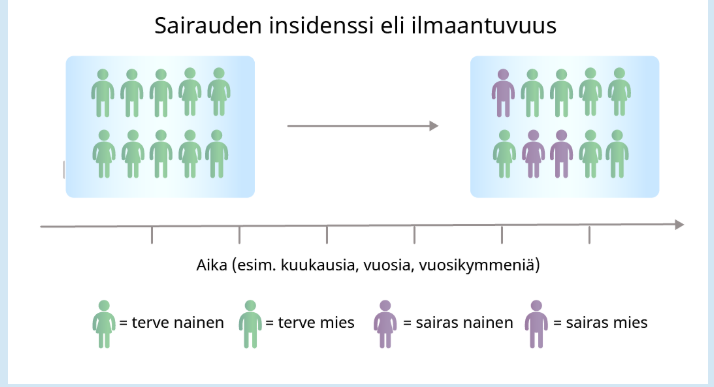 Sairauden insidenssi eli ilmaantuvuus
Aika (esim. kuukausia, vuosia, vuosikymmeniä)
= terve nainen = terve mies = sairas nainen = sairas mies